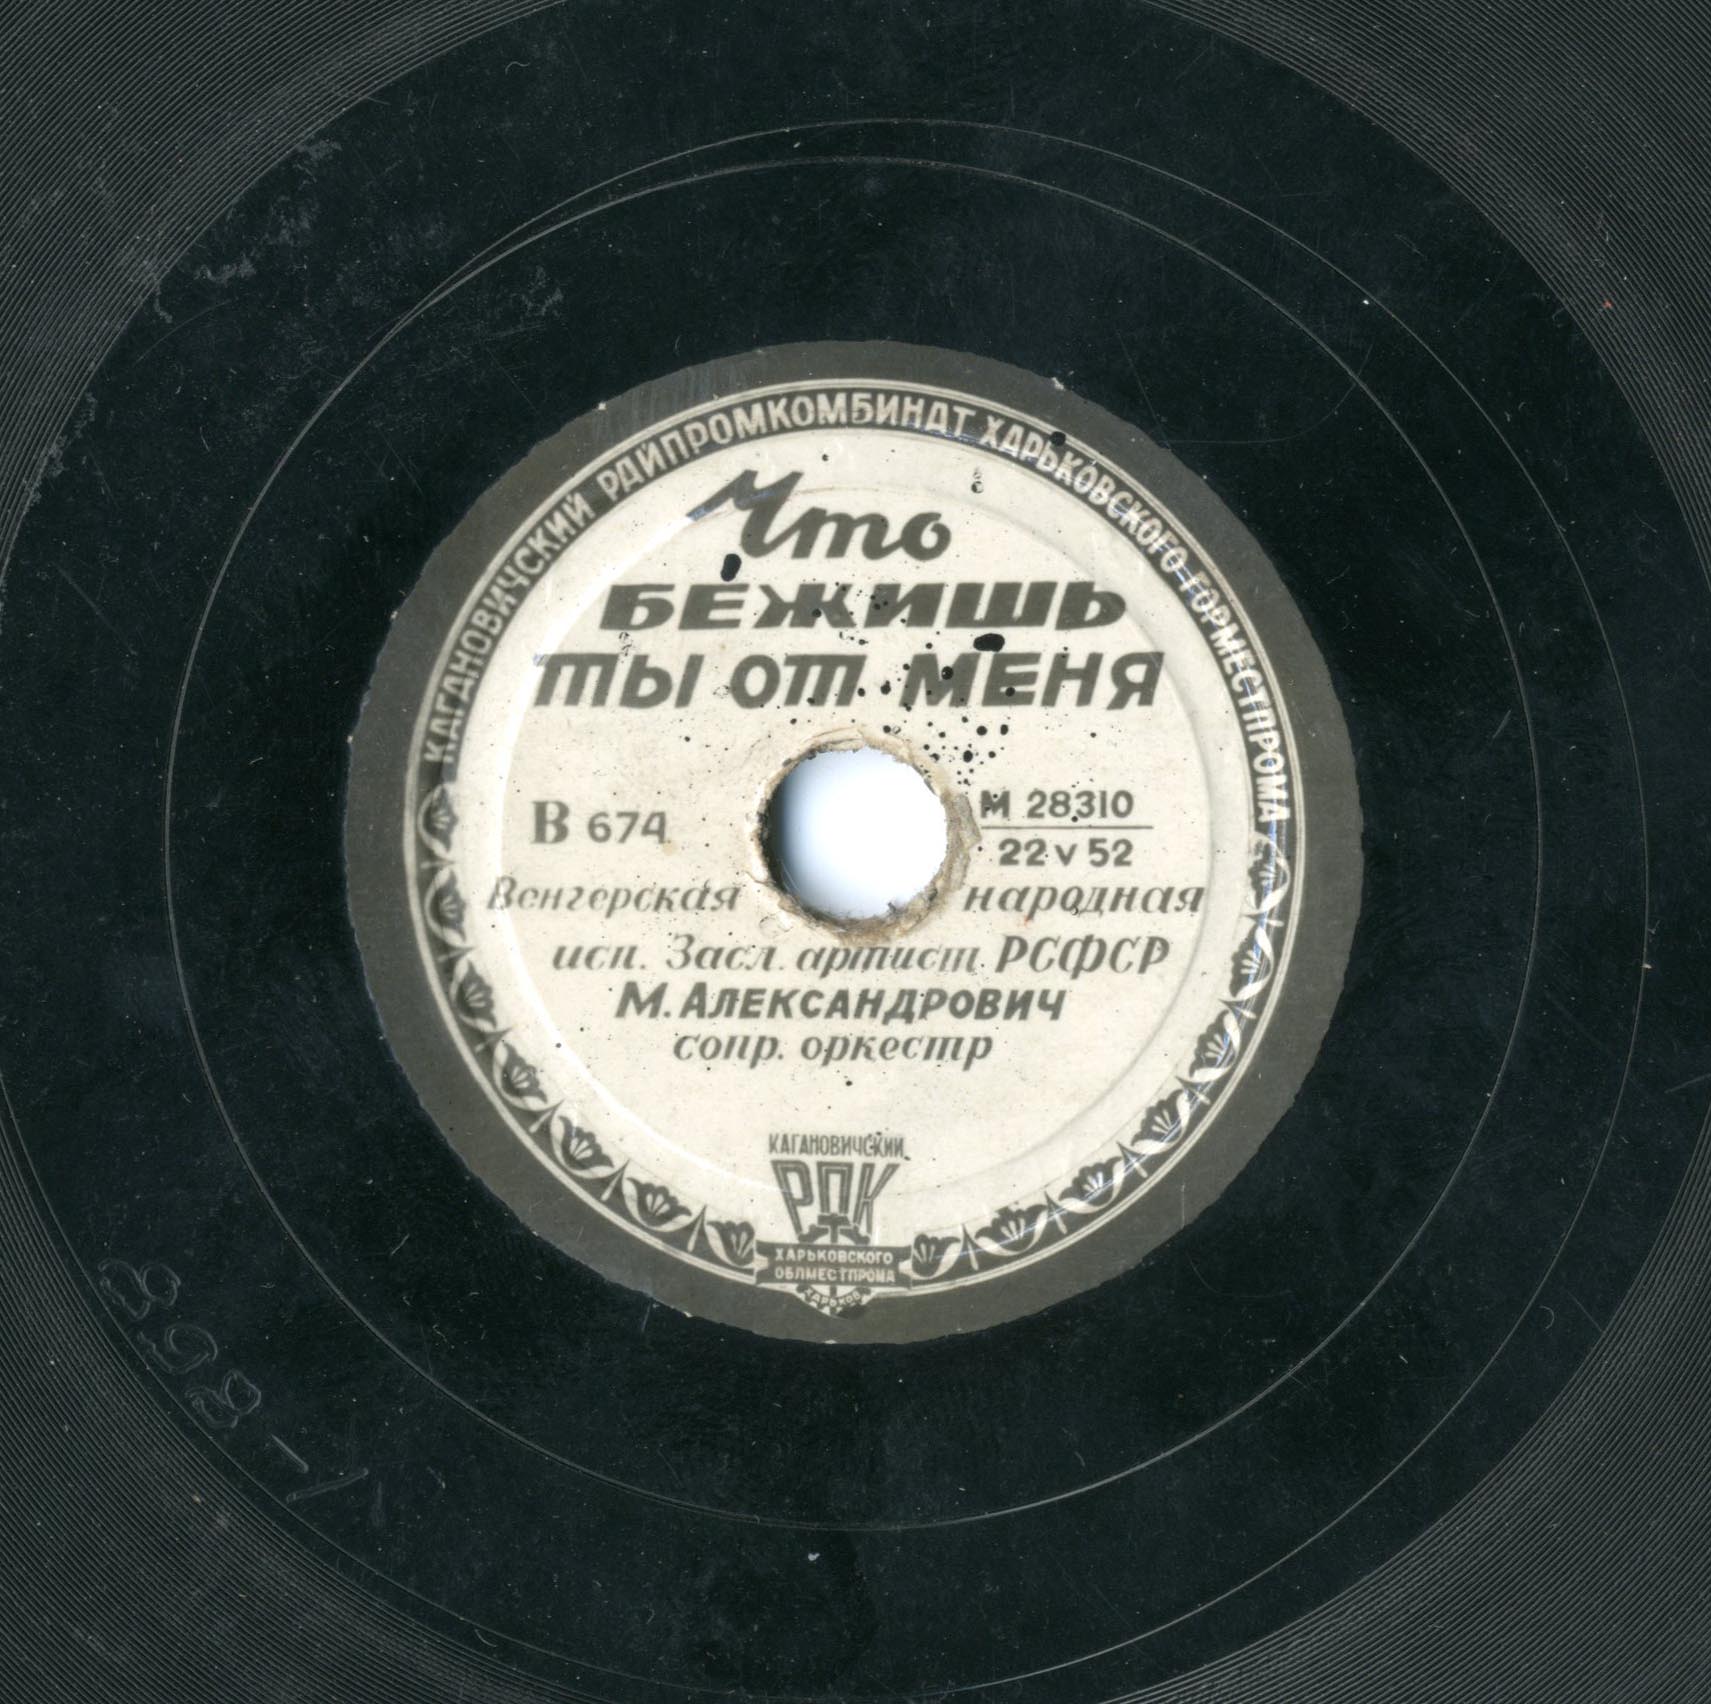 КАГАНОВИЧСКИЙ РАЙПРОМКОМБИНАТ ХАРЬКОВСКОГО ГОРМЕСТПРОМА
Что
БЕЖИШЬ
ТЫ ОТ МЕНЯ
В 674
М 28310
22 V 52
Венгерская народная
исп. Засл. артист РСФСР
М. АЛЕКСАНДРОВИЧ
сопр. оркестр
КАГАНОВИЧСКИЙ
РПК
ХАРЬКОВСКОГО
ОБЛМЕСТПРОМА
ХАРЬКОВ